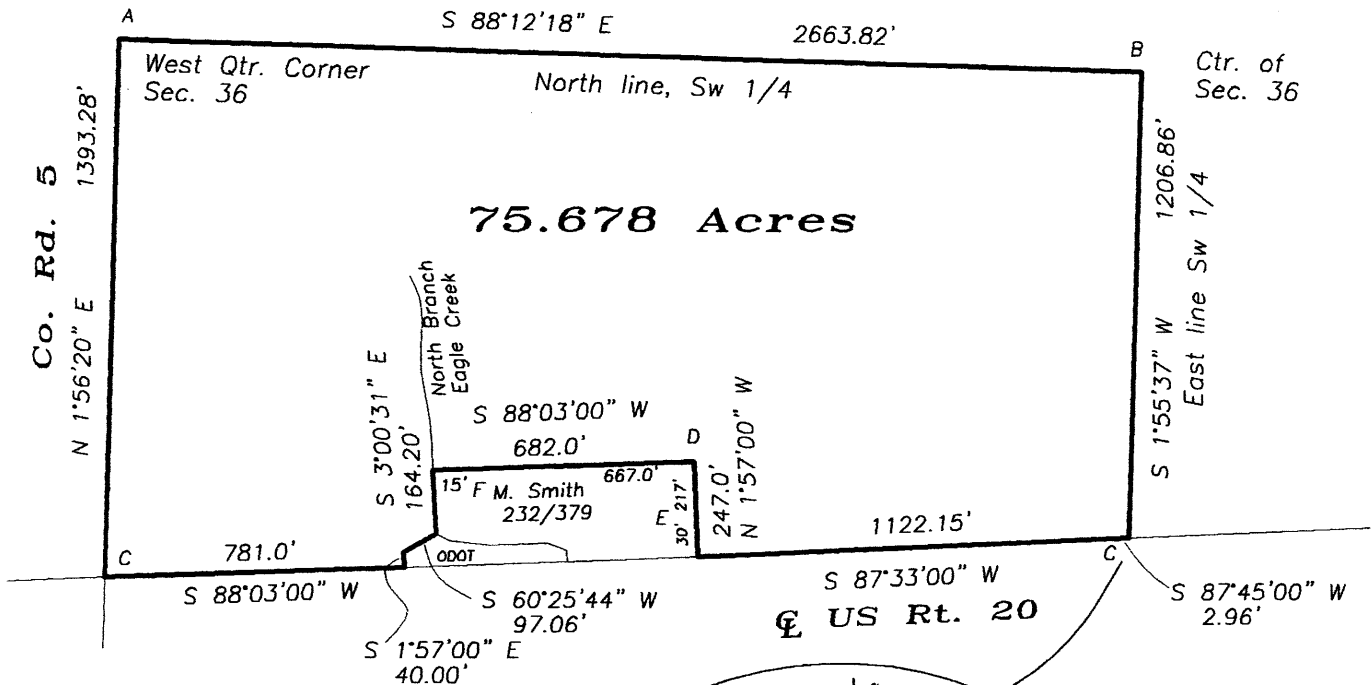 A
S 88°12'18" E
2663.82'
B
West Qtr. Corner
Sec. 36
North line, Sw 1/4
Ctr. of
Sec. 36
Co. Rd. 5
N 1°56'20" E
1393.28'
75.678 Acres
1206.86'
S 1°55'37" W
East line Sw 1/4
North Branch
Eagle Creek
S 3°00'31" E
164.20'
S 88°03'00" W
682.0'
D
15'
F
M. Smith
232/379
667.0'
E
30'
217'
247.0'
N 1°57'00" W
1122.15'
C
781.0'
ODOT
C
S 88°03'00" W
S 87°33'00" W
S 87°45'00" W
2.96'
S 60°25'44" W
97.06'
℄ US Rt. 20
S 1°57'00" E
40.00'